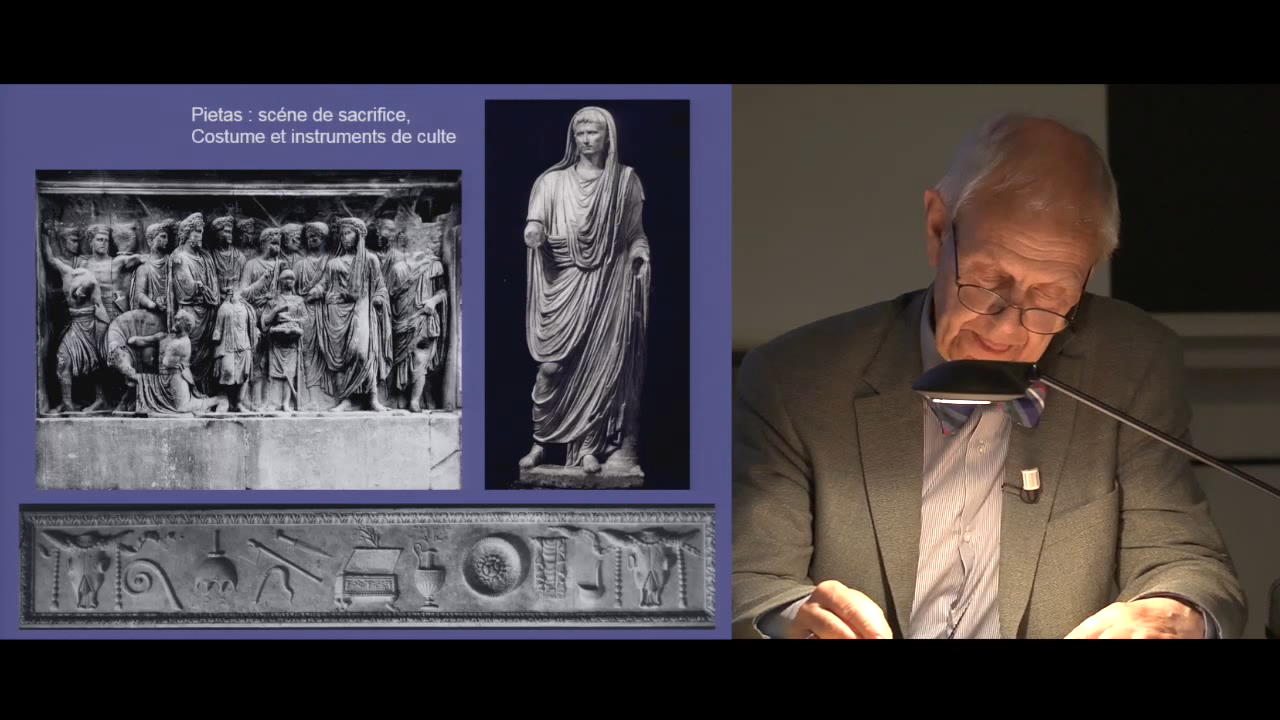 Pietas : scéne de sacrifice,
Costume et instruments de culte